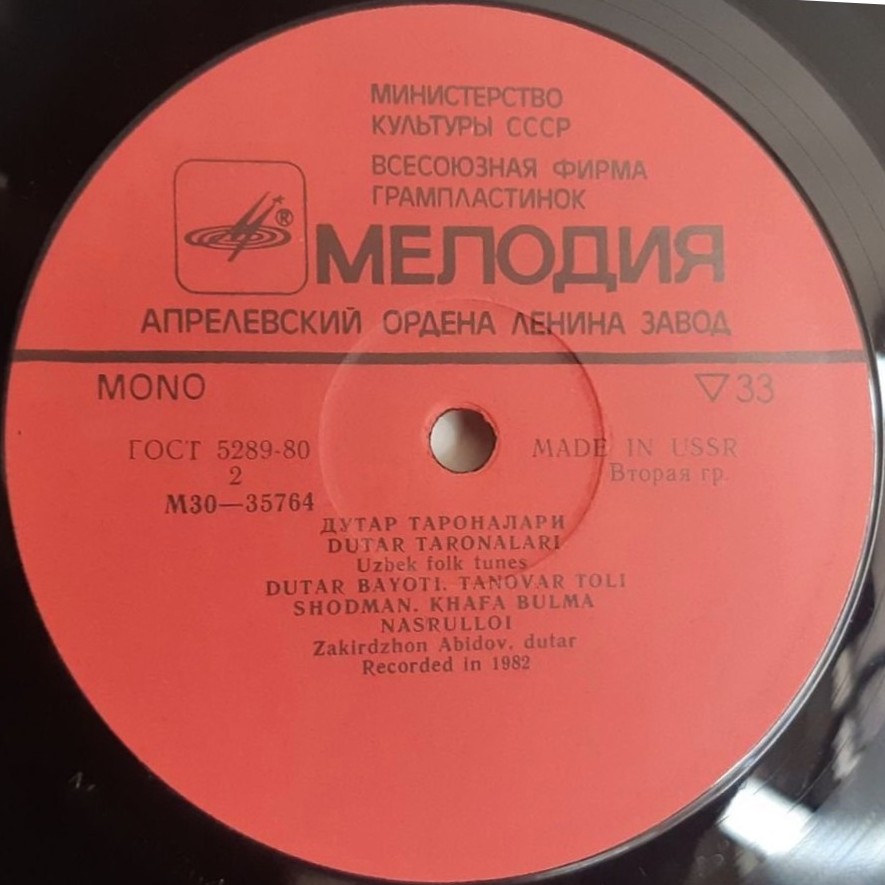 МИНИСТЕРСТВО
КУЛЬТУРЫ СССР
ВСЕСОЮЗНАЯ ФИРМА
ГРАМПЛАСТИНОК
®
МЕЛОДИЯ
АПРЕЛЕВСКИЙ ОРДЕНА ЛЕНИНА ЗАВОД
MONO ▽33
ГОСТ 5289-80 MADE IN USSR
2 Вторая гр.
М30—35764
ДУТАР ТАРОНАЛАРИ
DUTAR TARONALARI
Uzbek folk tunes
DUTAR BAYOTI. TANOVAR TOLI
SHODMAN. KHAFA BULMA
NASRULLOI
Zakirdzhon Abidov, dutar
Recorded in 1982